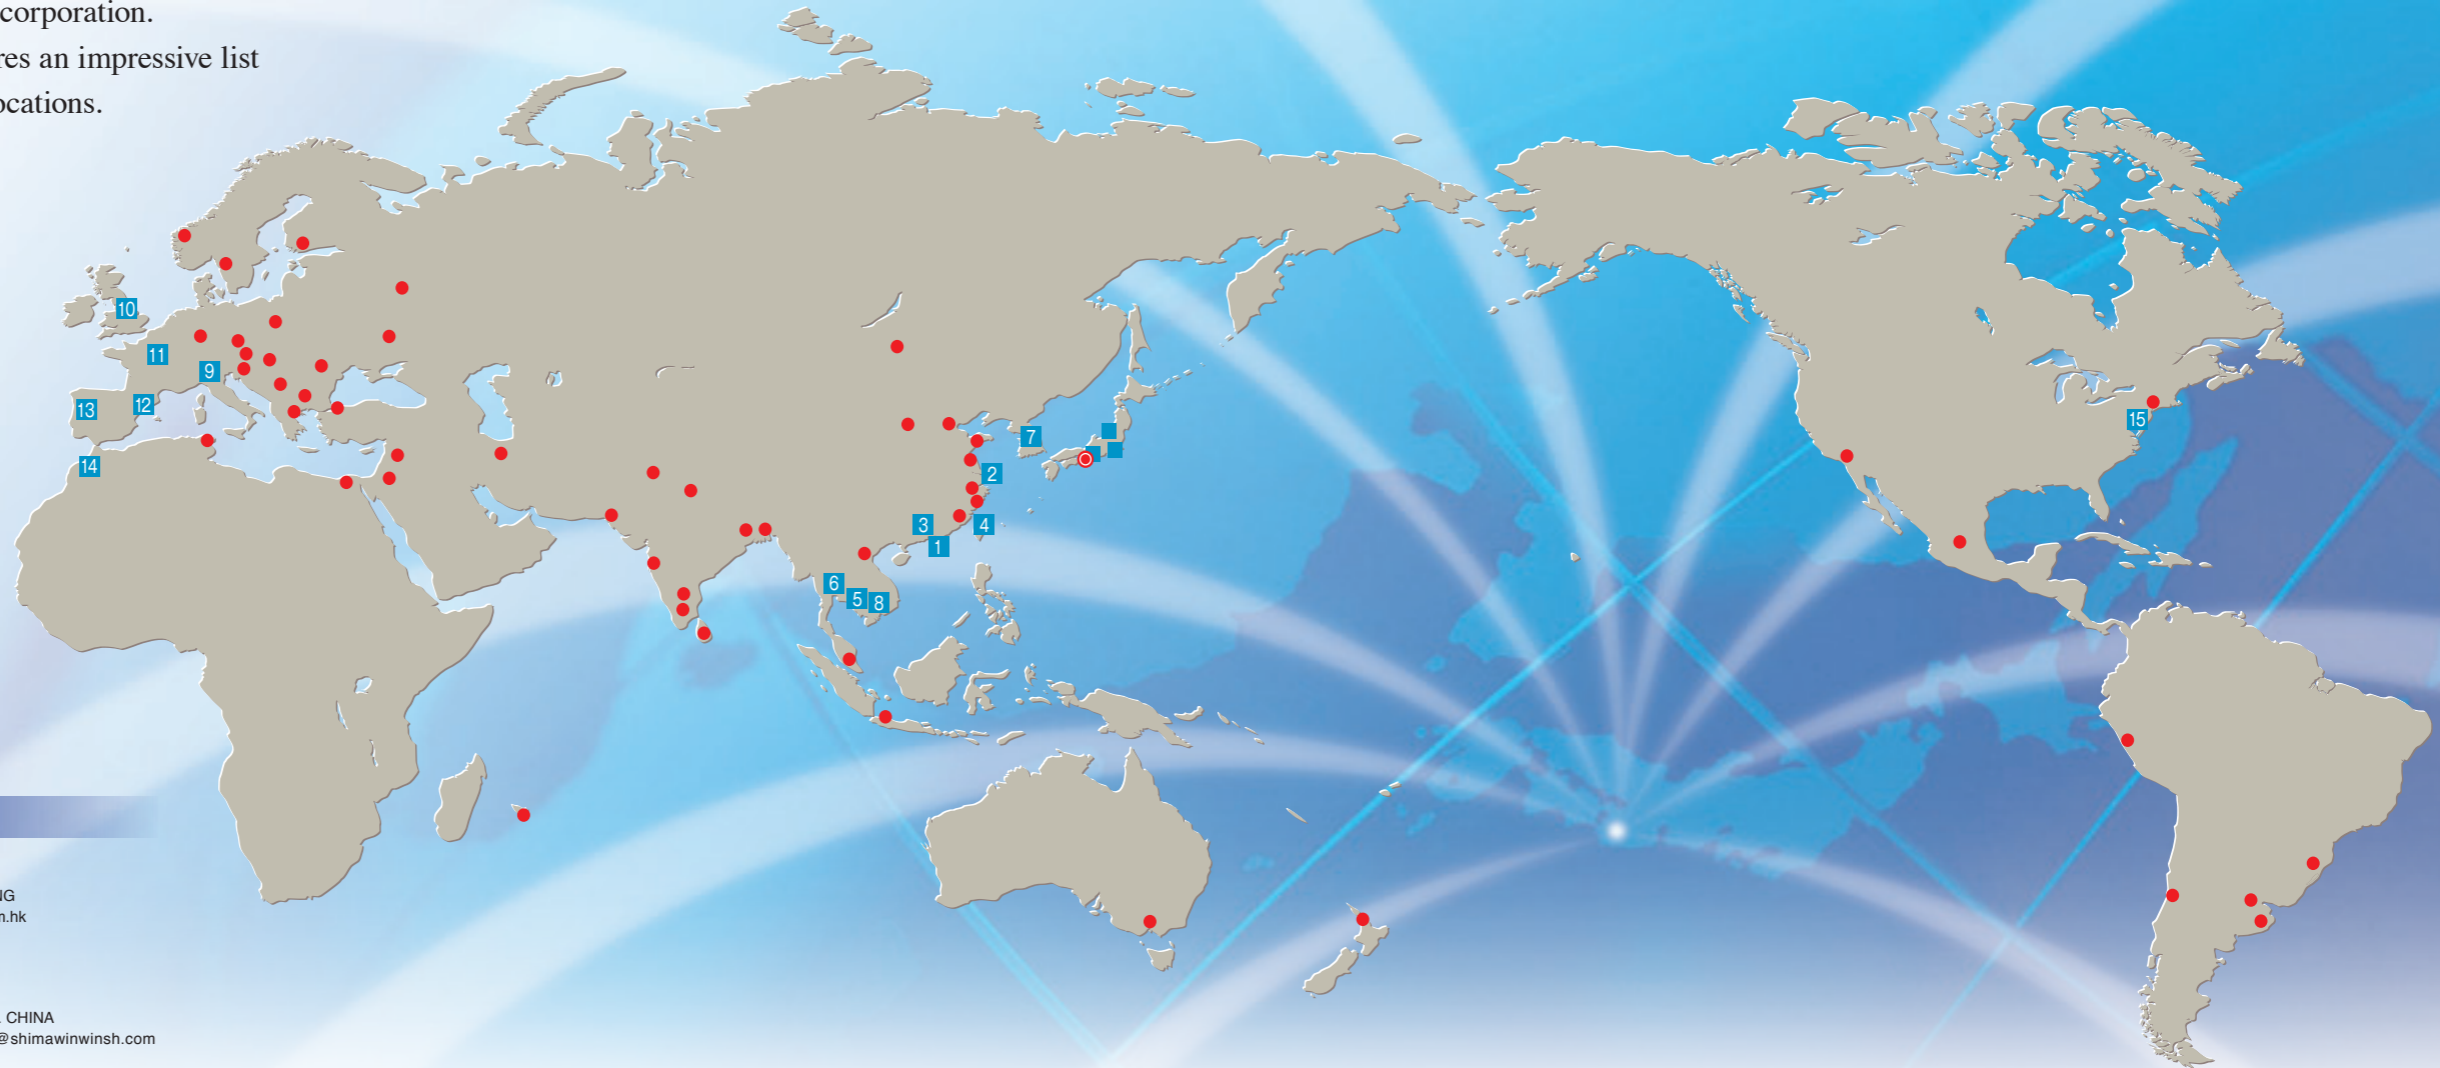 corporation.
res an impressive list
ocations.
10
11
9
13
12
14
7
2
3
4
1
6
5
8
15
NG
m.hk
. CHINA
@shimawinwinsh.com